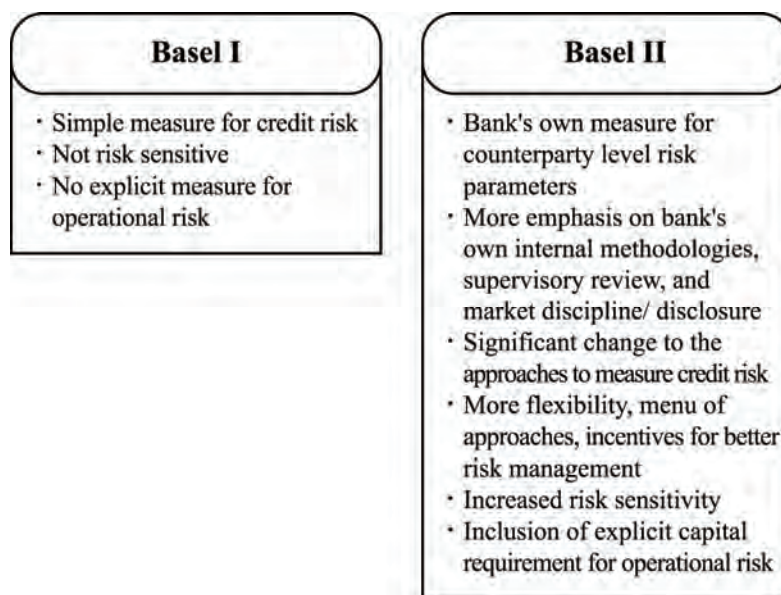 Basel I
· Simple measure for credit risk
· Not risk sensitive
· No explicit measure for
operational risk
Basel II
· Bank's own measure for
counterparty level risk
parameters
· More emphasis on bank's
own internal methodologies,
supervisory review, and
market discipline/ disclosure
· Significant change to the
approaches to measure credit risk
· More flexibility, menu of
approaches, incentives for better
risk management
· Increased risk sensitivity
· Inclusion of explicit capital
requirement for operational risk